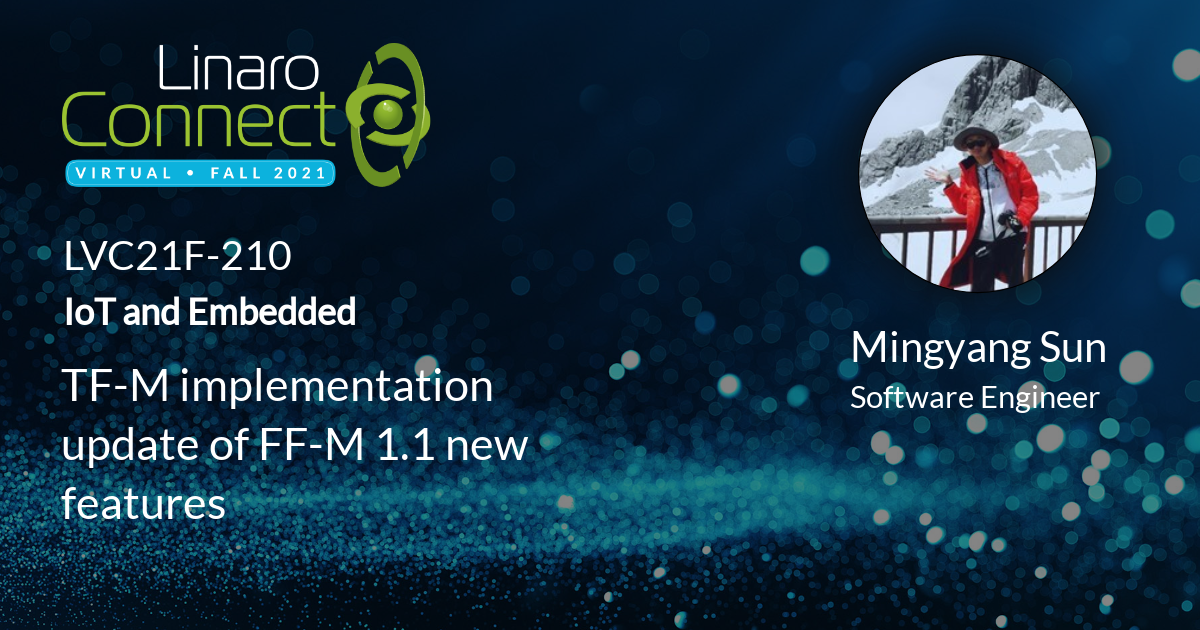 Linaro
Connect
VIRTUAL • FALL 2021
LVC21F-210
IoT and Embedded
TF-M implementation
update of FF-M 1.1 new
features
Mingyang Sun
Software Engineer